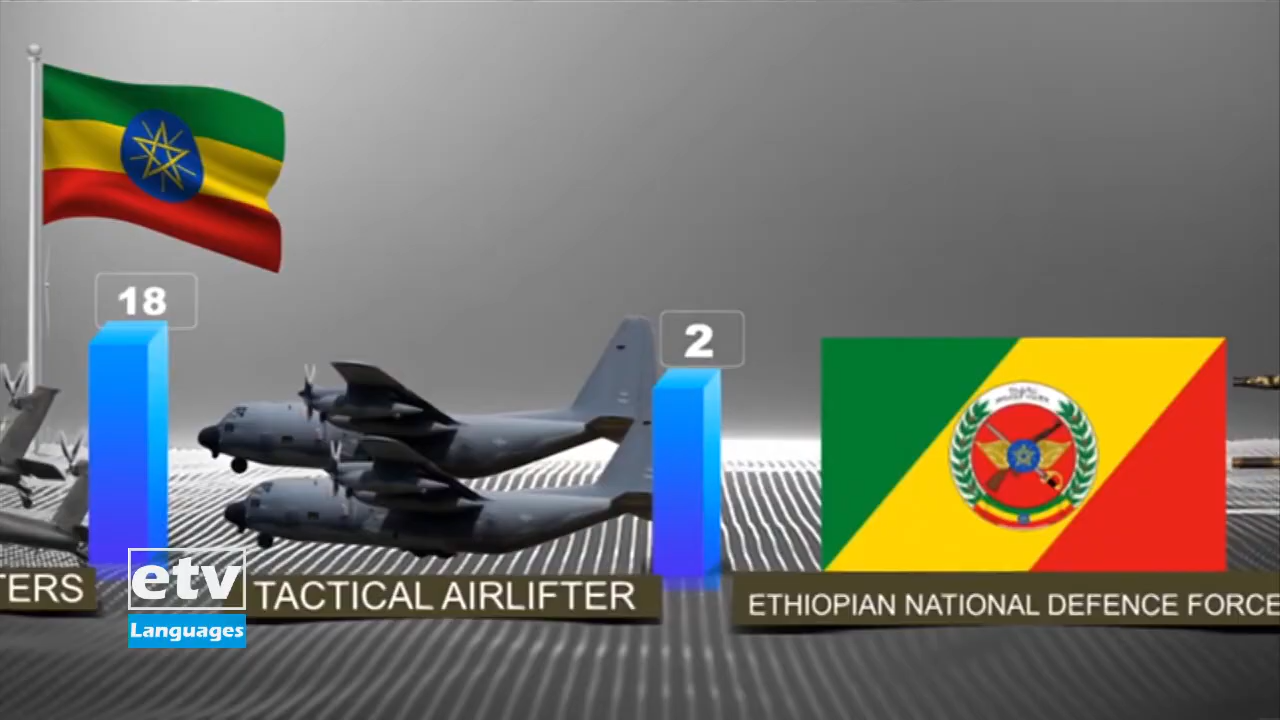 18
2
TERS
TACTICAL AIRLIFTER
ETHIOPIAN NATIONAL DEFENCE FORCE
etv
Languages